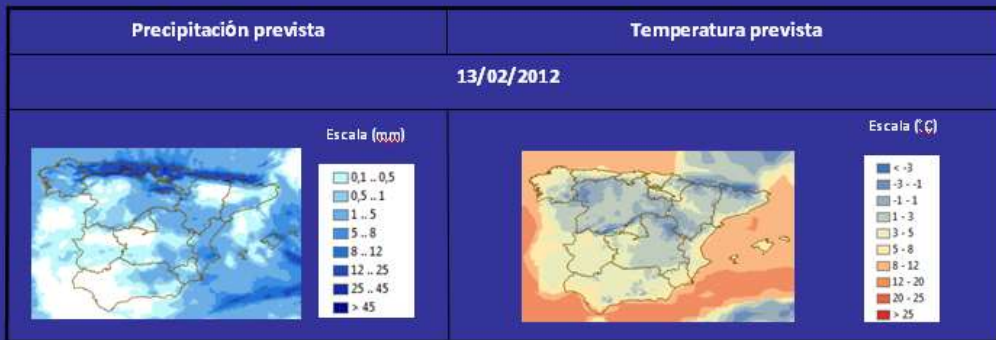 Precipitación prevista
Temperatura prevista
13/02/2012
Escala (mm)
0,1 .. 0,5
0,5 .. 1
1 .. 5
5 .. 8
8 .. 12
12 .. 25
25 .. 45
> 45
Escala (°C)
< -3
-3 - -1
-1 - 1
1 - 3
3 - 5
5 - 8
8 - 12
12 - 20
20 - 25
> 25